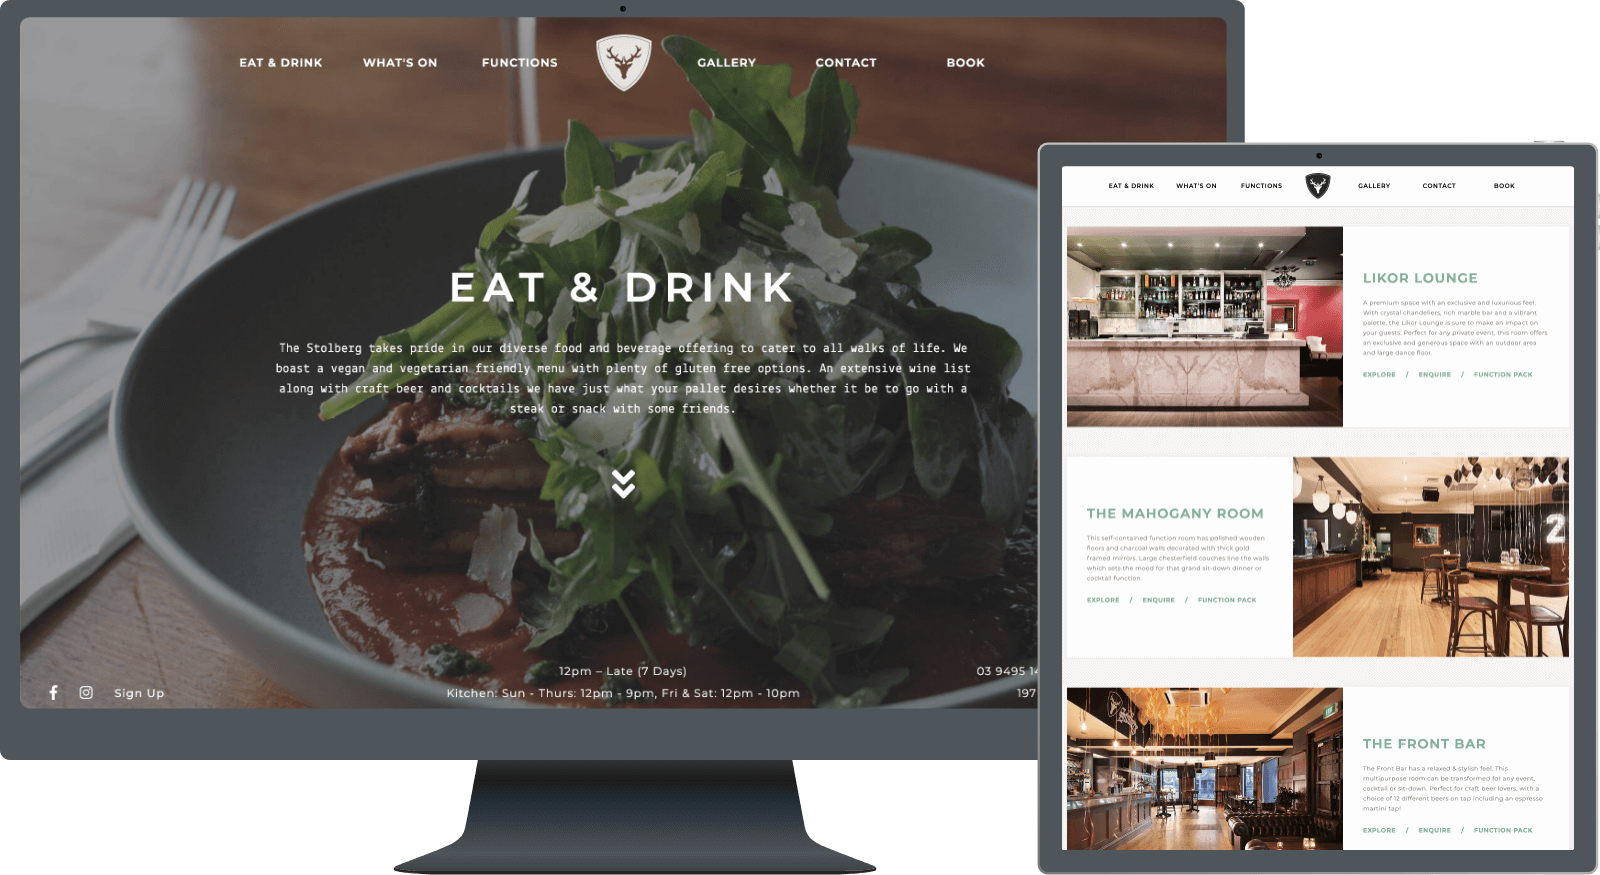 EAT & DRINK
WHAT'S ON
FUNCTIONS
GALLERY
CONTACT
BOOK
EAT & DRINK
The Stolberg takes pride in our diverse food and beverage offering to cater to all walks of life. We
boast a vegan and vegetarian friendly menu with plenty of gluten free options. An extensive wine list
along with craft beer and cocktails we have just what your pallet desires whether it be to go with a
steak or snack with some friends.
12pm – Late (7 Days)
Kitchen: Sun - Thurs: 12pm - 9pm, Fri & Sat: 12pm - 10pm
Sign Up
03 9495 14
197
EAT & DRINK
WHAT'S ON
FUNCTIONS
GALLERY
CONTACT
BOOK
LIKOR LOUNGE
A premium space with an exclusive and luxurious feel.
With crystal chandeliers, rich marble bar and a vibrant
palette, the Likor Lounge is sure to make an impact on
your guests. Perfect for any private event, this room offers
an exclusive and generous space with an outdoor area
and large dance floor.
EXPLORE / ENQUIRE / FUNCTION PACK
THE MAHOGANY ROOM
This self-contained function room has polished wooden
floors and charcoal walls decorated with thick gold
framed mirrors. Large chesterfield couches line the walls
which sets the mood for that grand sit-down dinner or
cocktail function.
EXPLORE / ENQUIRE / FUNCTION PACK
2
THE FRONT BAR
The Front Bar has a relaxed & stylish feel. This
multipurpose room can be transformed for any event,
cocktail or sit-down. Perfect for craft beer lovers, with a
choice of 12 different beers on tap including an espresso
martini tap!
EXPLORE / ENQUIRE / FUNCTION PACK